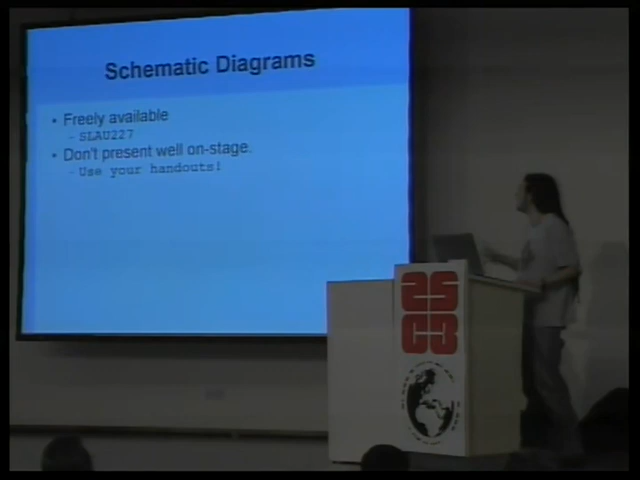 Schematic Diagrams
• Freely available
- SLAU227
• Don't present well on-stage.
- Use your handouts!
25
C3